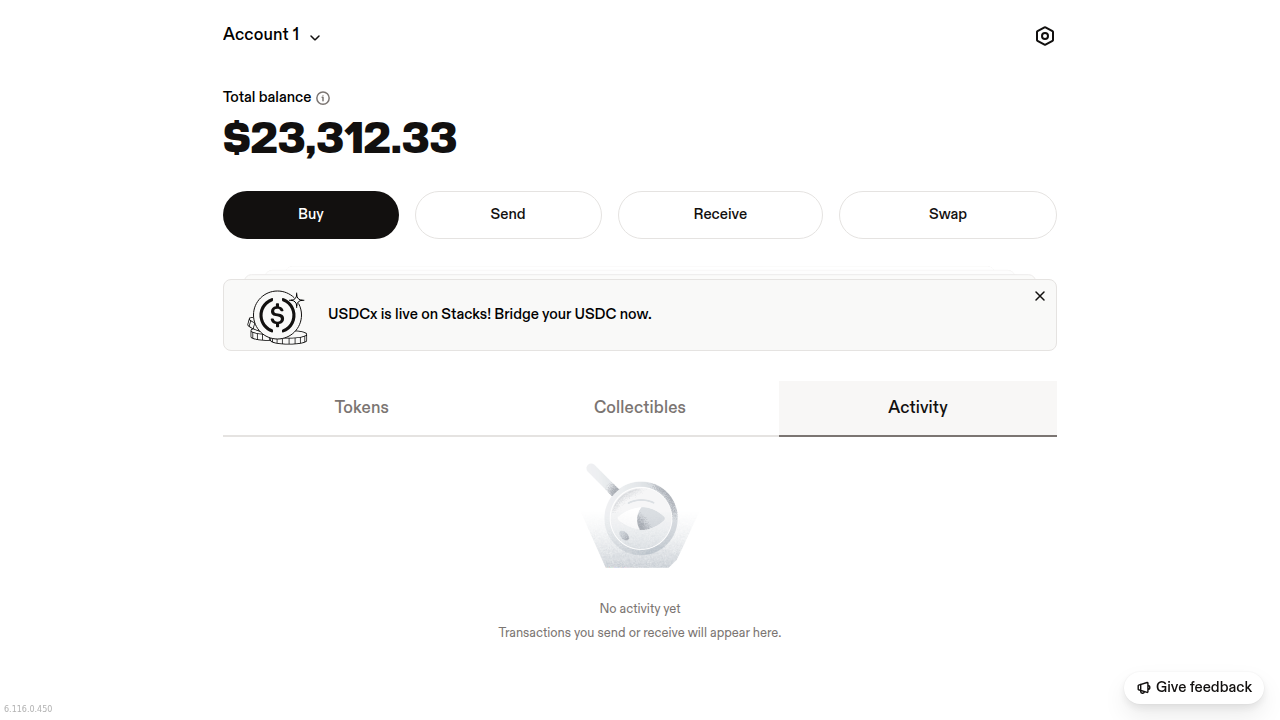 Account 1
Total balance
$23,312.33
Buy
Send
Receive
Swap
USDCx is live on Stacks! Bridge your USDC now.
Tokens
Collectibles
Activity
No activity yet
Transactions you send or receive will appear here.
Give feedback
6.116.0.450